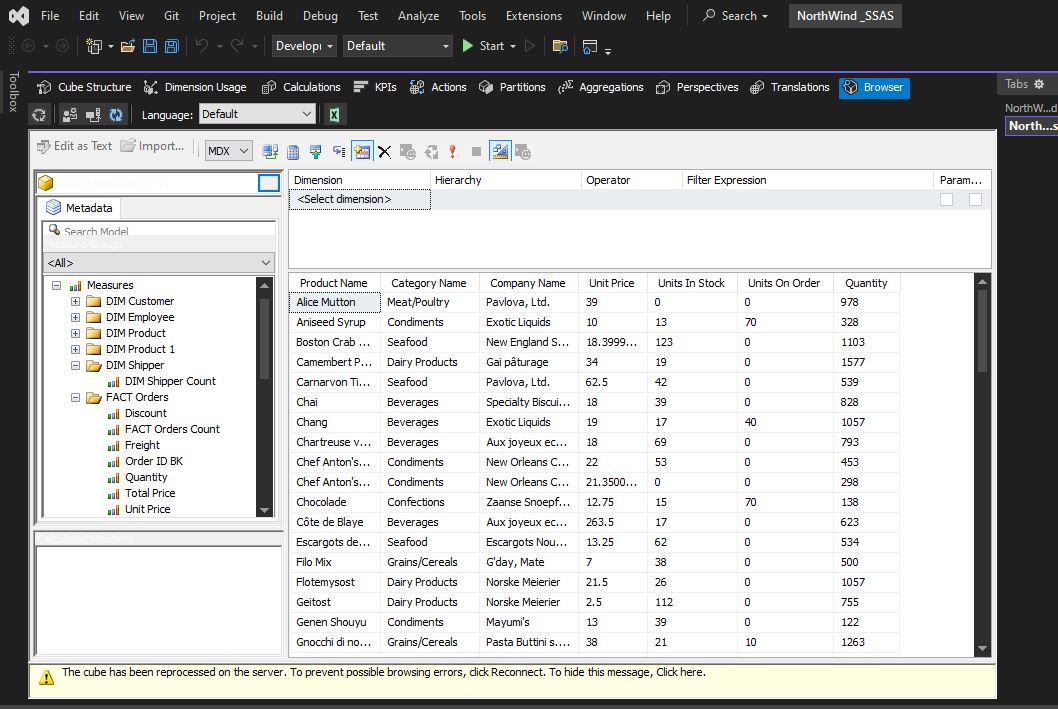 File Edit View Git Project Build Debug Test Analyze Tools Extensions Window Help Search NorthWind _SSAS
Developı Default Start
Toolbox
Cube Structure Dimension Usage Calculations KPIs Actions Partitions Aggregations Perspectives Translations Browser
Tabs
NorthW...d
North...s
Language: Default
Edit as Text Import... MDX
Metadata
Search Model
Measure Group:
<All>
Measures
DIM Customer
DIM Employee
DIM Product
DIM Product 1
DIM Shipper
DIM Shipper Count
FACT Orders
Discount
FACT Orders Count
Freight
Order ID BK
Quantity
Total Price
Unit Price
Calculated Members
Dimension Hierarchy Operator Filter Expression Param...
<Select dimension>
Product Name Category Name Company Name Unit Price Units In Stock Units On Order Quantity
Alice Mutton Meat/Poultry Pavlova, Ltd. 39 0 0 978
Aniseed Syrup Condiments Exotic Liquids 10 13 70 328
Boston Crab ... Seafood New England S... 18.3999... 123 0 1103
Camembert P... Dairy Products Gai pâturage 34 19 0 1577
Carnarvon Ti... Seafood Pavlova, Ltd. 62.5 42 0 539
Chai Beverages Specialty Biscui... 18 39 0 828
Chang Beverages Exotic Liquids 19 17 40 1057
Chartreuse v... Beverages Aux joyeux ec... 18 69 0 793
Chef Anton's... Condiments New Orleans C... 22 53 0 453
Chef Anton's... Condiments New Orleans C... 21.3500... 0 0 298
Chocolade Confections Zaanse Snoepf... 12.75 15 70 138
Côte de Blaye Beverages Aux joyeux ec... 263.5 17 0 623
Escargots de... Seafood Escargots Nou... 13.25 62 0 534
Filo Mix Grains/Cereals G'day, Mate 7 38 0 500
Flotemysost Dairy Products Norske Meierier 21.5 26 0 1057
Geitost Dairy Products Norske Meierier 2.5 112 0 755
Genen Shouyu Condiments Mayumi's 13 39 0 122
Gnocchi di no... Grains/Cereals Pasta Buttini s.... 38 21 10 1263
The cube has been reprocessed on the server. To prevent possible browsing errors, click Reconnect. To hide this message, Click here.